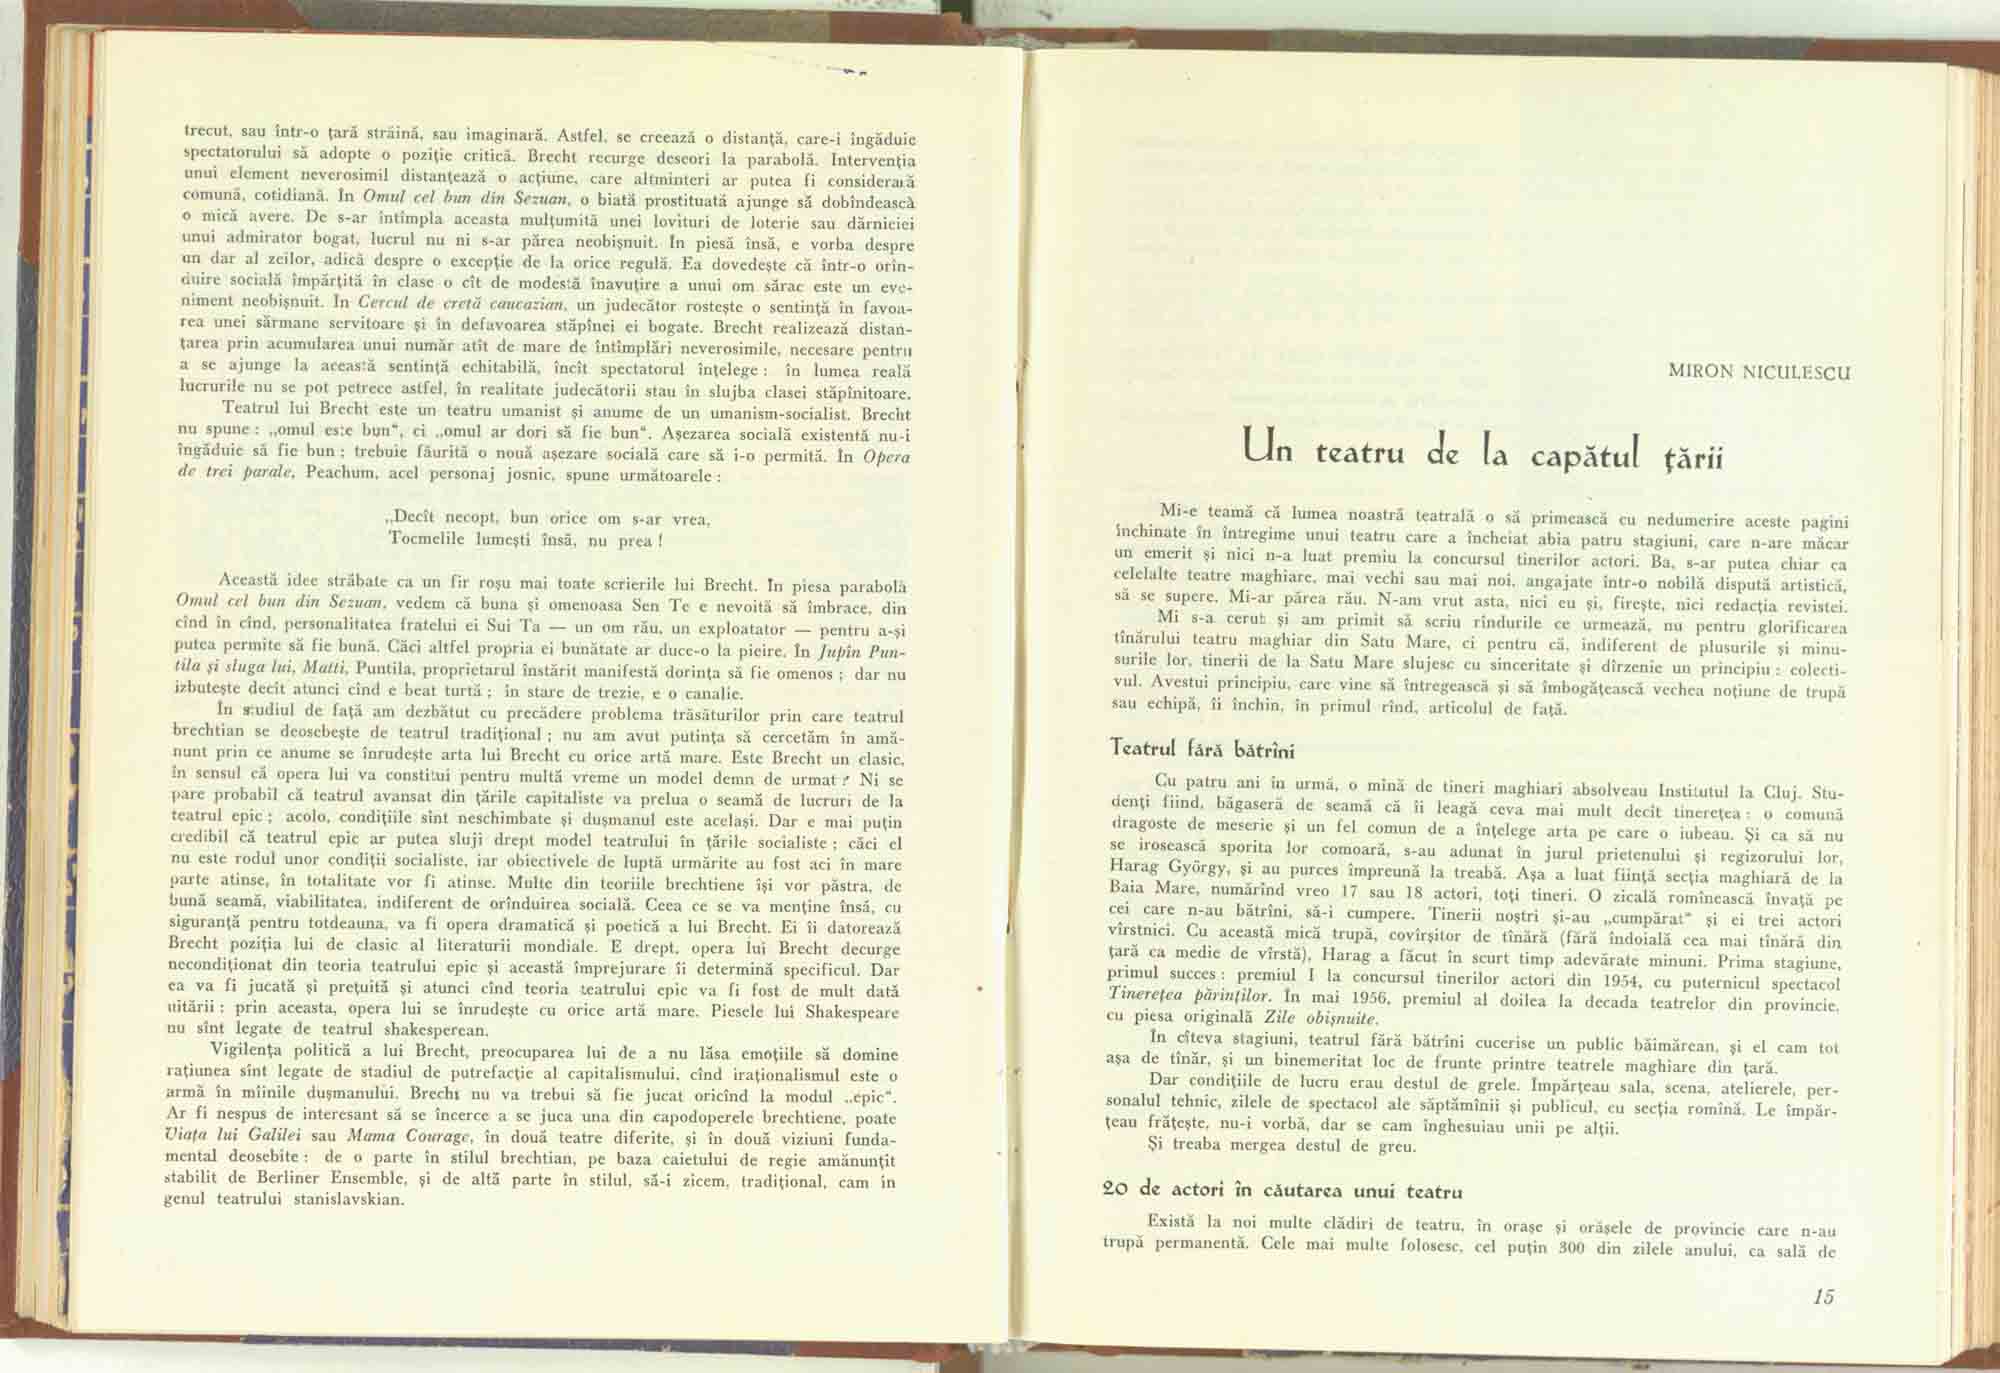 trecut, sau într-o țară străină, sau imaginară. Astfel, se creează o distanță, care-i îngăduie
spectatorului să adopte o poziție critică. Brecht recurge deseori la parabolă. Intervenția
unui element neverosimil distanțează o acțiune, care altminteri ar putea fi considerată
comună, cotidiană. În Omul cel bun din Sezuan, o biată prostituată ajunge să dobîndească
o mică avere. De s-ar întîmpla aceasta mulțumită unei lovituri de loterie sau dărniciei
unui admirator bogat, lucrul nu ni s-ar părea neobișnuit. În piesă însă, e vorba despre
un dar al zeilor, adică despre o excepție de la orice regulă. Ea dovedește că într-o orîn-
duire socială împărțită în clase o cît de modestă înavuțire a unui om sărac este un eve-
niment neobișnuit. În Cercul de cretă caucazian, un judecător rostește o sentință în favoa-
rea unei sărmane servitoare și în defavoarea stăpînei ei bogate. Brecht realizează distan-
țarea prin acumularea unui număr atît de mare de întîmplări neverosimile, necesare pentru
a se ajunge la această sentință echitabilă, încît spectatorul înțelege : în lumea reală
lucrurile nu se pot petrece astfel, în realitate judecătorii stau în slujba clasei stăpînitoare.
Teatrul lui Brecht este un teatru umanist și anume de un umanism-socialist. Brecht
nu spune : „omul este bun“, ci „omul ar dori să fie bun“. Așezarea socială existentă nu-i
îngăduie să fie bun ; trebuie făurită o nouă așezare socială care să i-o permită. În Opera
de trei parale, Peachum, acel personaj josnic, spune următoarele :
„Decît necopt, bun orice om s-ar vrea,
Tocmelile lumești însă, nu prea !
Această idee străbate ca un fir roșu mai toate scrierile lui Brecht. În piesa parabolă
Omul cel bun din Sezuan, vedem că buna și omenoasa Sen Te e nevoită să îmbrace, din
cînd în cînd, personalitatea fratelui ei Sui Ta — un om rău, un exploatator — pentru a-și
putea permite să fie bună. Căci altfel propria ei bunătate ar duce-o la pieire. În Jupîn Pun-
tila și sluga lui, Matti, Puntila, proprietarul înstărit manifestă dorința să fie omenos ; dar nu
izbutește decît atunci cînd e beat turtă ; în stare de trezie, e o canalie.
În studiul de față am dezbătut cu precădere problema trăsăturilor prin care teatrul
brechtian se deosebește de teatrul tradițional ; nu am avut putința să cercetăm în amă-
nunt prin ce anume se înrudește arta lui Brecht cu orice artă mare. Este Brecht un clasic,
în sensul că opera lui va constitui pentru multă vreme un model demn de urmat ? Ni se
pare probabil că teatrul avansat din țările capitaliste va prelua o seamă de lucruri de la
teatrul epic ; acolo, condițiile sînt neschimbate și dușmanul este același. Dar e mai puțin
credibil că teatrul epic ar putea sluji drept model teatrului în țările socialiste ; căci el
nu este rodul unor condiții socialiste, iar obiectivele de luptă urmărite au fost aci în mare
parte atinse, în totalitate vor fi atinse. Multe din teoriile brechtiene își vor păstra, de
bună seamă, viabilitatea, indiferent de orînduirea socială. Ceea ce se va menține însă, cu
siguranță pentru totdeauna, va fi opera dramatică și poetică a lui Brecht. Ei îi datorează
Brecht poziția lui de clasic al literaturii mondiale. E drept, opera lui Brecht decurge
necondiționat din teoria teatrului epic și această împrejurare îi determină specificul. Dar
ea va fi jucată și prețuită și atunci cînd teoria teatrului epic va fi fost de mult dată
uitării : prin aceasta, opera lui se înrudește cu orice artă mare. Piesele lui Shakespeare
nu sînt legate de teatrul shakesperean.
Vigilența politică a lui Brecht, preocuparea lui de a nu lăsa emoțiile să domine
rațiunea sînt legate de stadiul de putrefacție al capitalismului, cînd iraționalismul este o
armă în mîinile dușmanului. Brecht nu va trebui să fie jucat oricînd la modul „epic“.
Ar fi nespus de interesant să se încerce a se juca una din capodoperele brechtiene, poate
Viața lui Galilei sau Mama Courage, în două teatre diferite, și în două viziuni funda-
mental deosebite : de o parte în stilul brechtian, pe baza caietului de regie amănunțit
stabilit de Berliner Ensemble, și de altă parte în stilul, să-i zicem, tradițional, cam în
genul teatrului stanislavskian.
MIRON NICULESCU
Un teatru de la capătul țării
Mi-e teamă că lumea noastră teatrală o să primească cu nedumerire aceste pagini
închinate în întregime unui teatru care a încheiat abia patru stagiuni, care n-are măcar
un emerit și nici n-a luat premiu la concursul tinerilor actori. Ba, s-ar putea chiar ca
celelalte teatre maghiare, mai vechi sau mai noi, angajate într-o nobilă dispută artistică,
să se supere. Mi-ar părea rău. N-am vrut asta, nici eu și, firește, nici redacția revistei.
Mi s-a cerut și am primit să scriu rîndurile ce urmează, nu pentru glorificarea
tînărului teatru maghiar din Satu Mare, ci pentru că, indiferent de plusurile și minu-
surile lor, tinerii de la Satu Mare slujesc cu sinceritate și dîrzenie un principiu : colecti-
vul. Avestui principiu, care vine să întregească și să îmbogățească vechea noțiune de trupă
sau echipă, îi închin, în primul rînd, articolul de față.
Teatrul fără bătrîni
Cu patru ani în urmă, o mînă de tineri maghiari absolveau Institutul la Cluj. Stu-
denți fiind, băgaseră de seamă că îi leagă ceva mai mult decît tinerețea : o comună
dragoste de meserie și un fel comun de a înțelege arta pe care o iubeau. Și ca să nu
se irosească sporita lor comoară, s-au adunat în jurul prietenului și regizorului lor,
Harag György, și au purces împreună la treabă. Așa a luat ființă secția maghiară de la
Baia Mare, numărînd vreo 17 sau 18 actori, toți tineri. O zicală romînească învață pe
cei care n-au bătrîni, să-i cumpere. Tinerii noștri și-au „cumpărat“ și ei trei actori
vîrstnici. Cu această mică trupă, covîrșitor de tînără (fără îndoială cea mai tînără din
țară ca medie de vîrstă), Harag a făcut în scurt timp adevărate minuni. Prima stagiune,
primul succes : premiul I la concursul tinerilor actori din 1954, cu puternicul spectacol
Tinerețea părinților. În mai 1956, premiul al doilea la decada teatrelor din provincie,
cu piesa originală Zile obișnuite.
În cîteva stagiuni, teatrul fără bătrîni cucerise un public băimărean, și el cam tot
așa de tînăr, și un binemeritat loc de frunte printre teatrele maghiare din țară.
Dar condițiile de lucru erau destul de grele. Împărțeau sala, scena, atelierele, per-
sonalul tehnic, zilele de spectacol ale săptămînii și publicul, cu secția romînă. Le împăr-
țeau frățește, nu-i vorbă, dar se cam înghesuiau unii pe alții.
Și treaba mergea destul de greu.
20 de actori în căutarea unui teatru
Există la noi multe clădiri de teatru, în orașe și orășele de provincie care n-au
trupă permanentă. Cele mai multe folosesc, cel puțin 300 din zilele anului, ca sală de
15